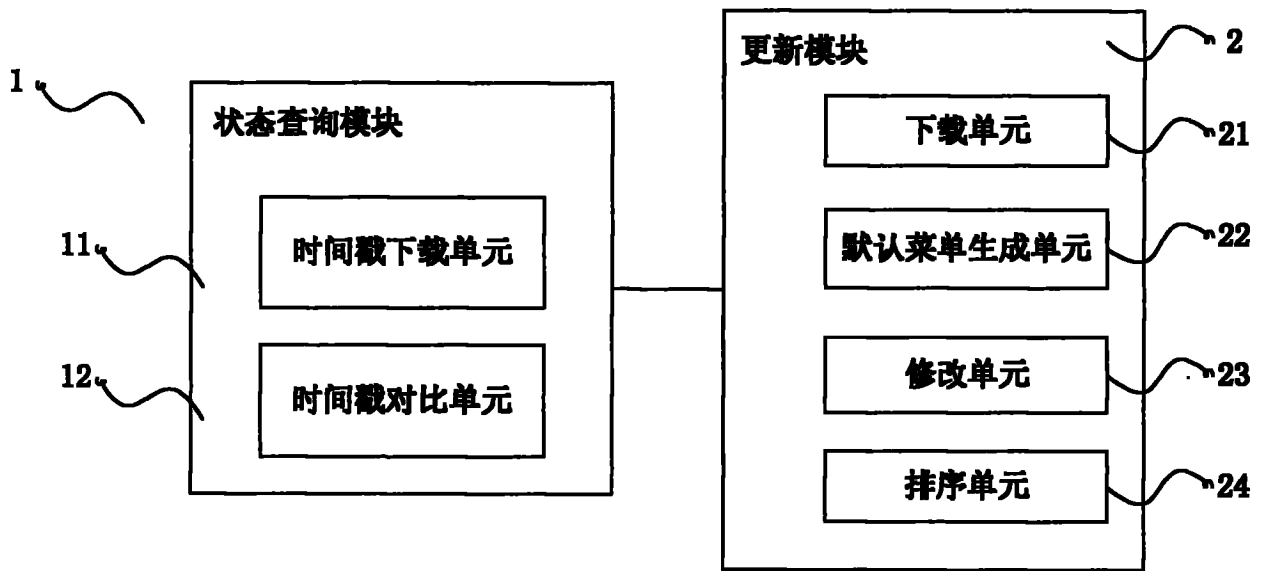 1
状态查询模块
11
时间戳下载单元
12
时间戳对比单元
更新模块
2
下载单元
21
默认菜单生成单元
22
修改单元
23
排序单元
24